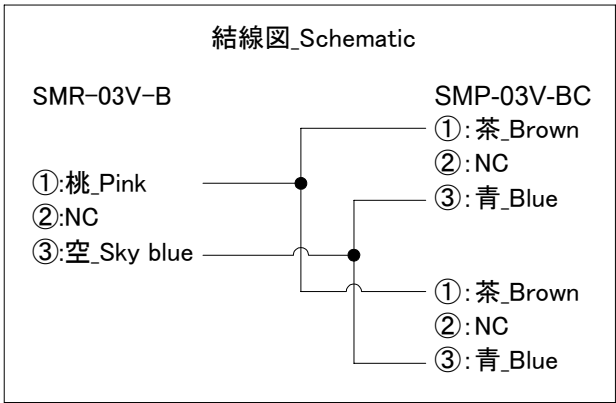 結線図_Schematic
SMR-03V-B
①:桃_Pink
②:NC
③:空_Sky blue
SMP-03V-BC
①:茶_Brown
②:NC
③:青_Blue
①:茶_Brown
②:NC
③:青_Blue